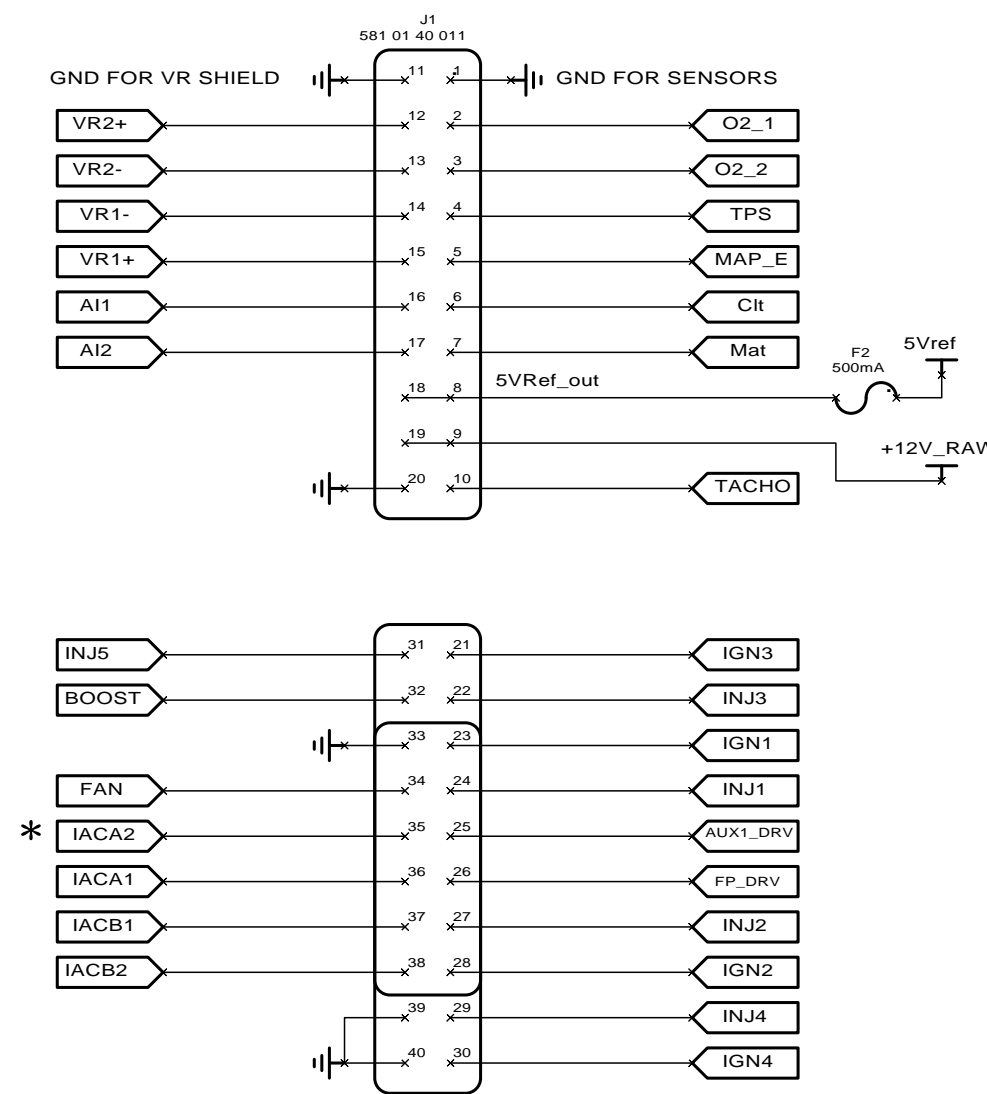 J1
581 01 40 011
GND FOR VR SHIELD 11 1 GND FOR SENSORS
VR2+ 12 2 O2_1
VR2- 13 3 O2_2
VR1- 14 4 TPS
VR1+ 15 5 MAP_E
AI1 16 6 Clt
AI2 17 7 Mat
F2
500mA
5Vref
18 8 5VRef_out
19 9 +12V_RAW
20 10 TACHO
INJ5 31 21 IGN3
BOOST 32 22 INJ3
33 23 IGN1
FAN 34 24 INJ1
* IACA2 35 25 AUX1_DRV
IACA1 36 26 FP_DRV
IACB1 37 27 INJ2
IACB2 38 28 IGN2
39 29 INJ4
40 30 IGN4